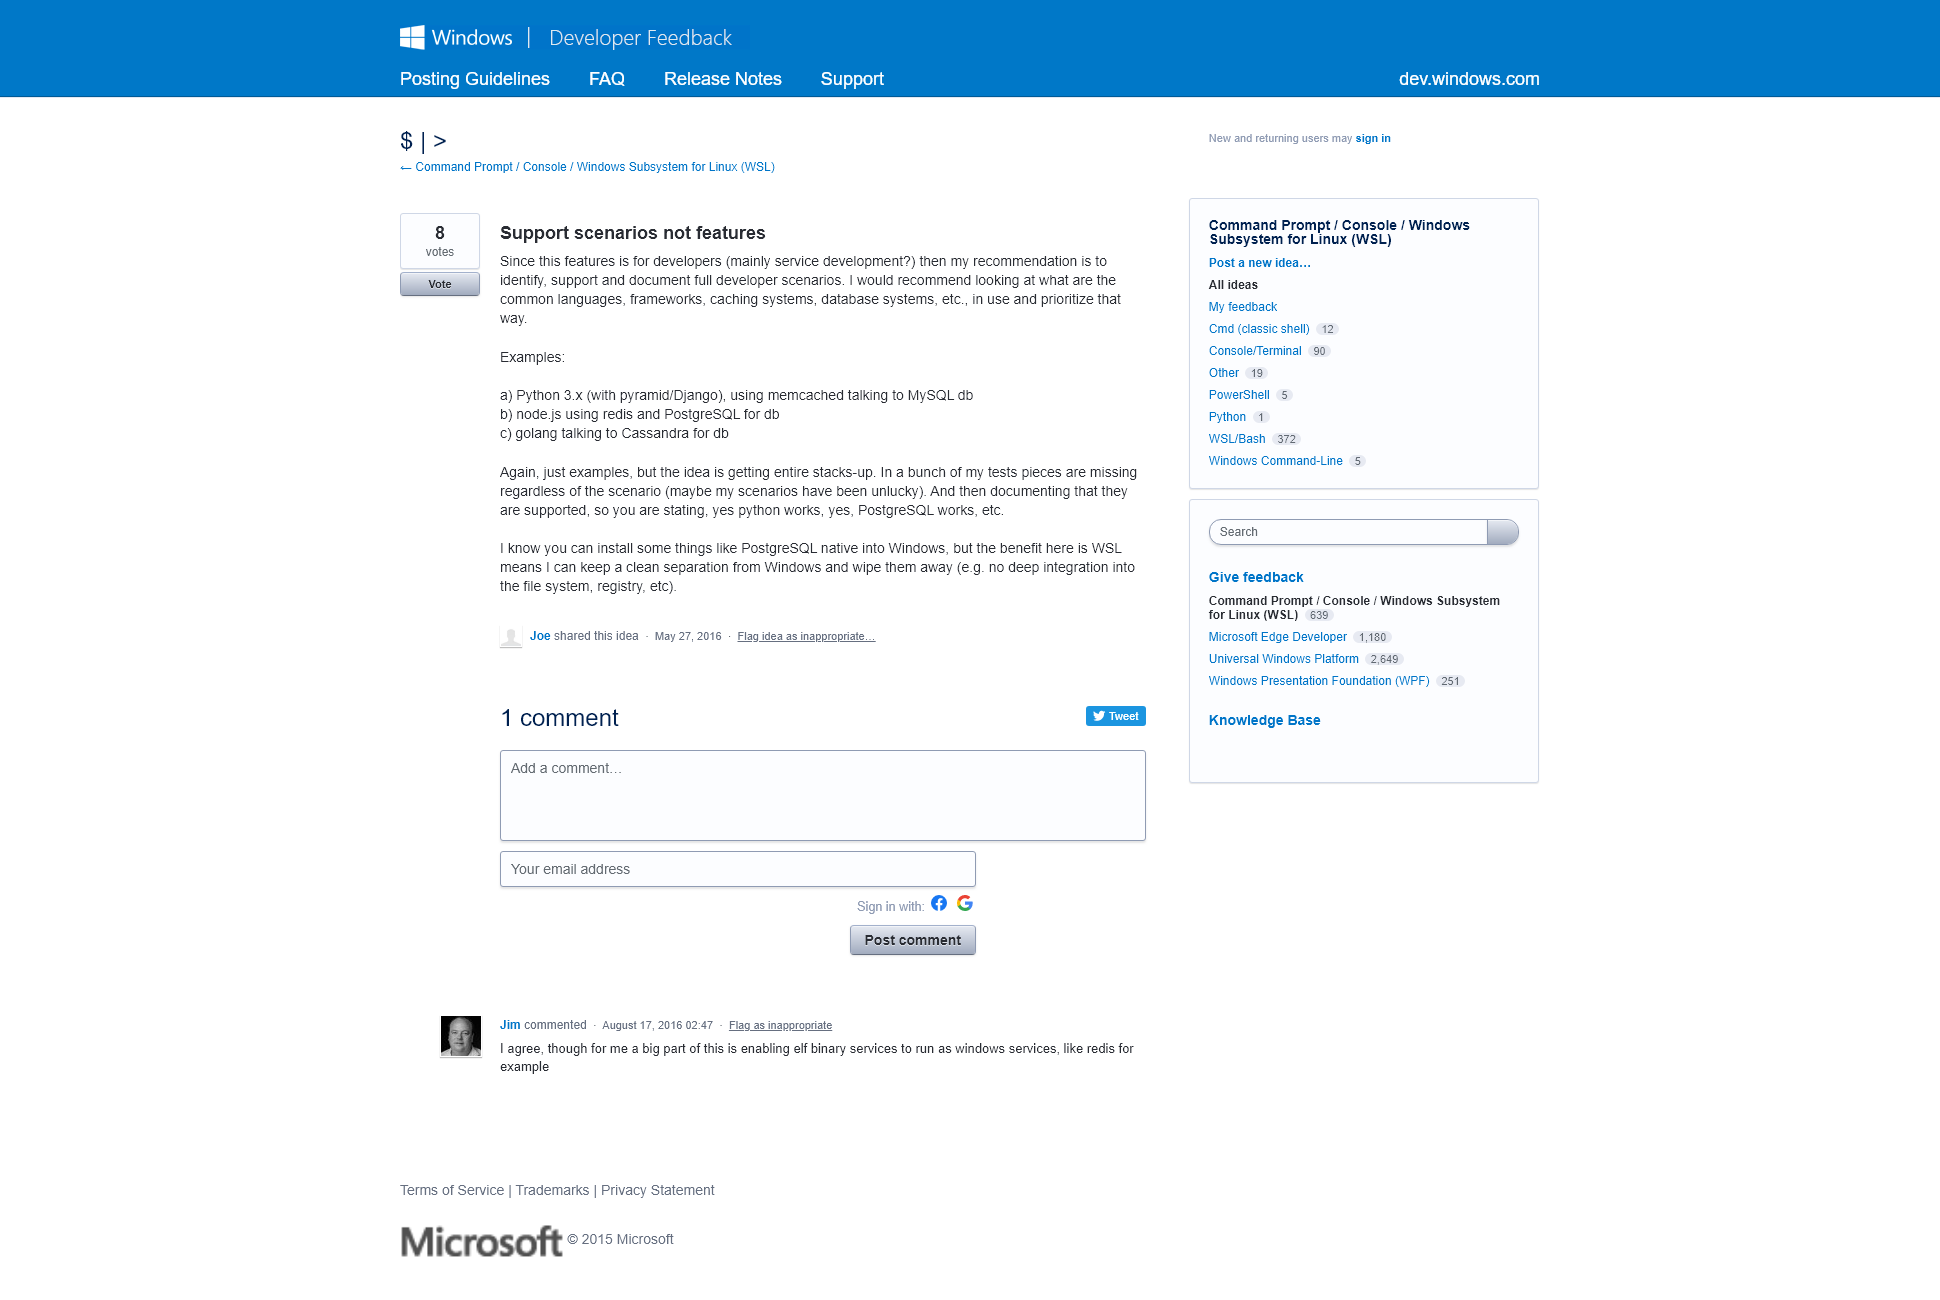 Windows | Developer Feedback
Posting Guidelines FAQ Release Notes Support dev.windows.com
$ | >
New and returning users may sign in
← Command Prompt / Console / Windows Subsystem for Linux (WSL)
8
votes
Vote
Support scenarios not features
Since this features is for developers (mainly service development?) then my recommendation is to
identify, support and document full developer scenarios. I would recommend looking at what are the
common languages, frameworks, caching systems, database systems, etc., in use and prioritize that
way.
Examples:
a) Python 3.x (with pyramid/Django), using memcached talking to MySQL db
b) node.js using redis and PostgreSQL for db
c) golang talking to Cassandra for db
Again, just examples, but the idea is getting entire stacks-up. In a bunch of my tests pieces are missing
regardless of the scenario (maybe my scenarios have been unlucky). And then documenting that they
are supported, so you are stating, yes python works, yes, PostgreSQL works, etc.
I know you can install some things like PostgreSQL native into Windows, but the benefit here is WSL
means I can keep a clean separation from Windows and wipe them away (e.g. no deep integration into
the file system, registry, etc).
Joe shared this idea · May 27, 2016 · Flag idea as inappropriate…
1 comment
Tweet
Add a comment…
Your email address
Sign in with:
Post comment
Jim commented · August 17, 2016 02:47 · Flag as inappropriate
I agree, though for me a big part of this is enabling elf binary services to run as windows services, like redis for
example
Command Prompt / Console / Windows
Subsystem for Linux (WSL)
Post a new idea…
All ideas
My feedback
Cmd (classic shell) 12
Console/Terminal 90
Other 19
PowerShell 5
Python 1
WSL/Bash 372
Windows Command-Line 5
Search
Give feedback
Command Prompt / Console / Windows Subsystem
for Linux (WSL) 639
Microsoft Edge Developer 1,180
Universal Windows Platform 2,649
Windows Presentation Foundation (WPF) 251
Knowledge Base
Terms of Service | Trademarks | Privacy Statement
Microsoft © 2015 Microsoft